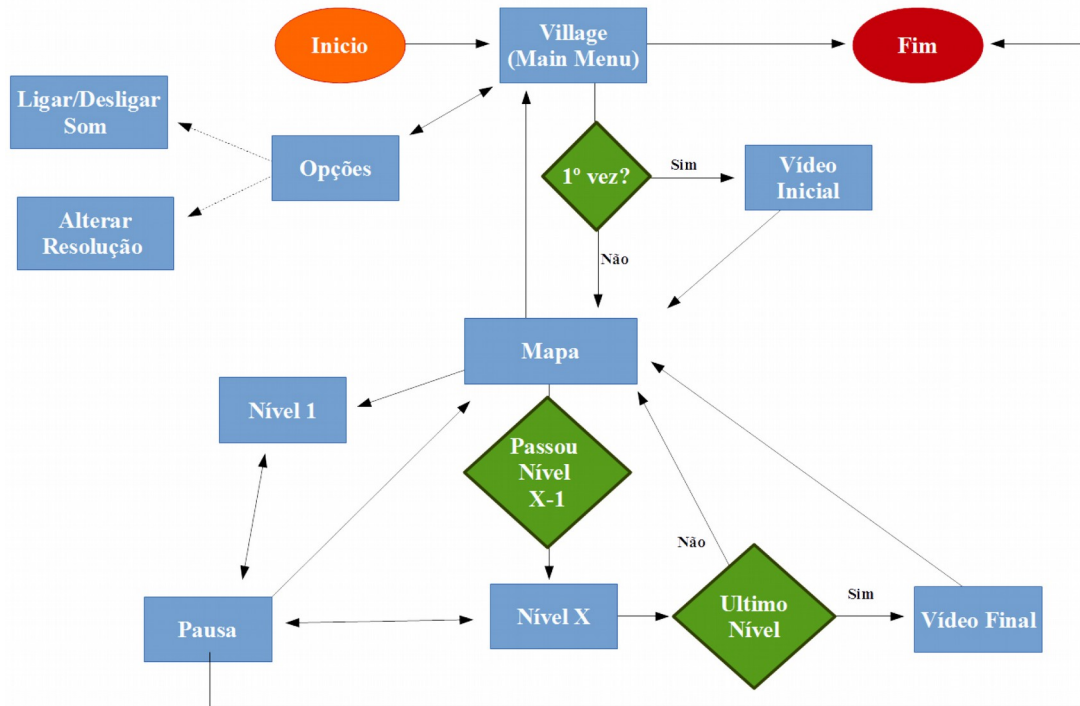 Inicio
Village
(Main Menu)
Fim
Ligar/Desligar
Som
Opções
1º vez?
Sim
Vídeo
Inicial
Alterar
Resolução
Não
Mapa
Nível 1
Passou
Nível
X-1
Não
Pausa
Nível X
Ultimo
Nível
Sim
Vídeo Final